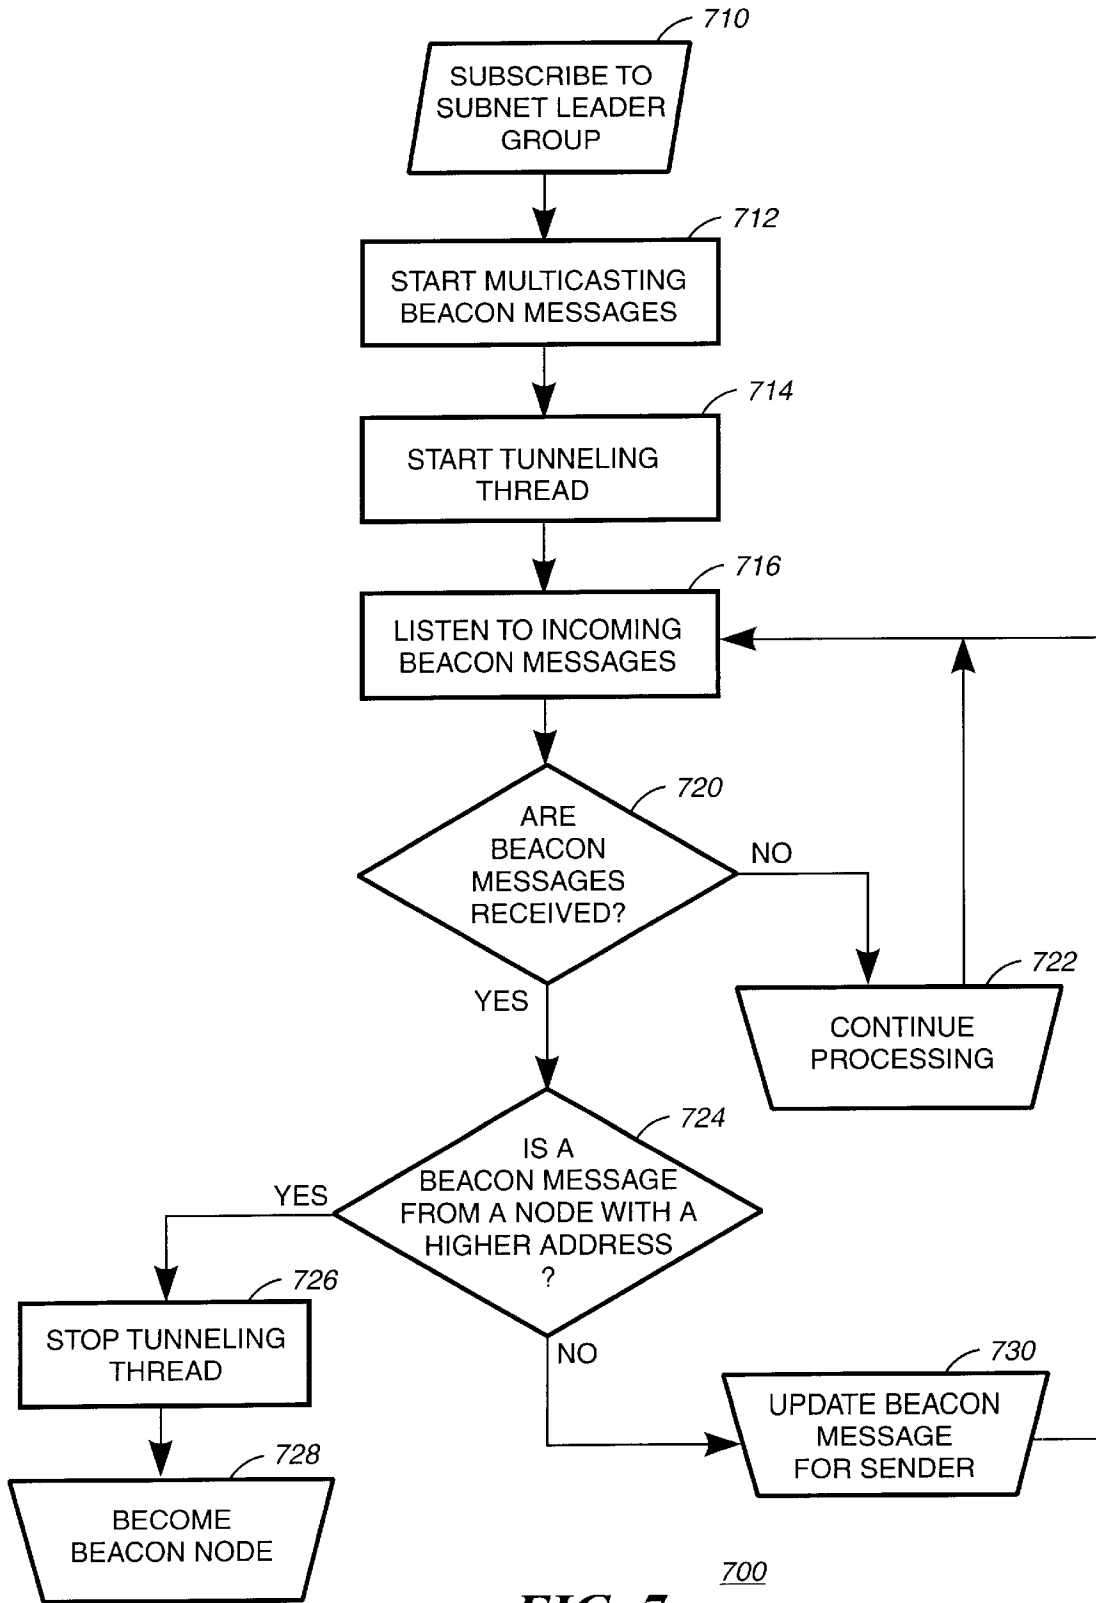 710
SUBSCRIBE TO
SUBNET LEADER
GROUP
712
START MULTICASTING
BEACON MESSAGES
714
START TUNNELING
THREAD
716
LISTEN TO INCOMING
BEACON MESSAGES
720
ARE
BEACON
MESSAGES
RECEIVED?
NO
YES
722
CONTINUE
PROCESSING
724
IS A
BEACON MESSAGE
FROM A NODE WITH A
HIGHER ADDRESS
?
YES
NO
726
STOP TUNNELING
THREAD
728
BECOME
BEACON NODE
730
UPDATE BEACON
MESSAGE
FOR SENDER
700
FIG. 7